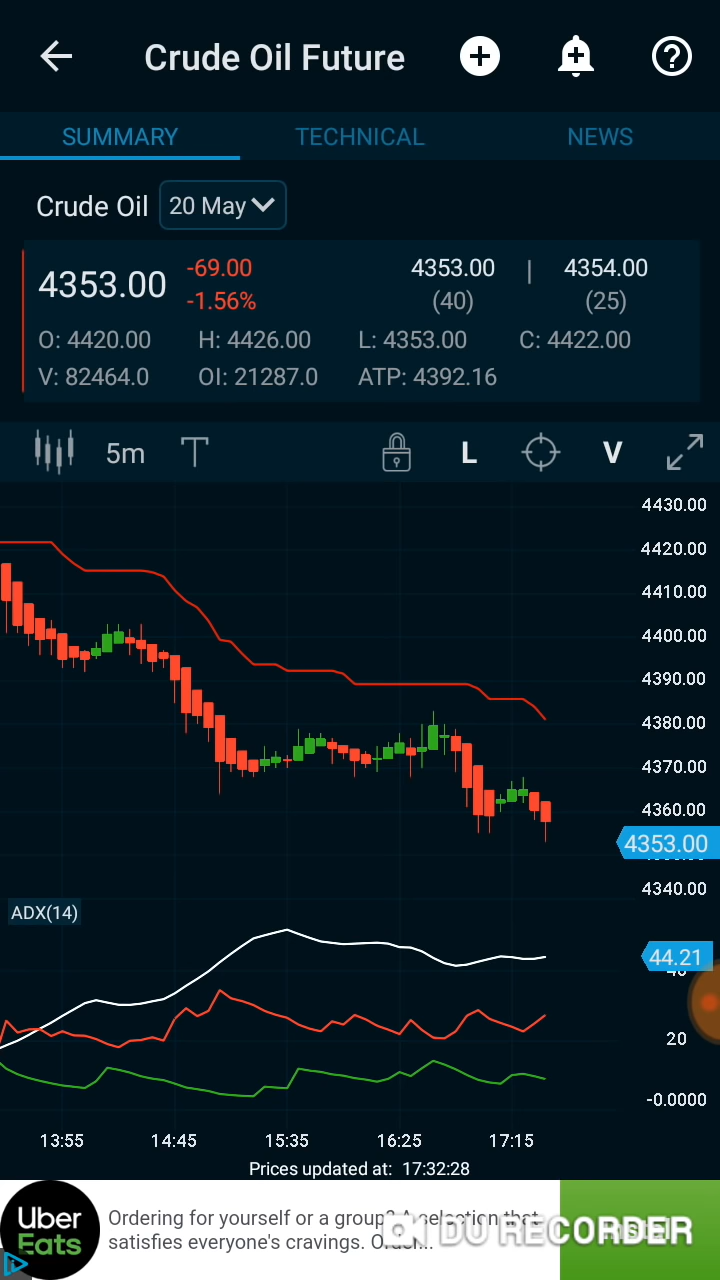 Crude Oil Future
SUMMARY TECHNICAL NEWS
Crude Oil 20 May
4353.00 -69.00 4353.00 | 4354.00
-1.56% (40) (25)
O: 4420.00 H: 4426.00 L: 4353.00 C: 4422.00
V: 82464.0 OI: 21287.0 ATP: 4392.16
5m T L V
4430.00
4420.00
4410.00
4400.00
4390.00
4380.00
4370.00
4360.00
4353.00
4340.00
ADX(14)
44.21
40
20
-0.0000
13:55 14:45 15:35 16:25 17:15
Prices updated at: 17:32:28
Uber Eats
Ordering for yourself or a group? A selection that
satisfies everyone's cravings.
DU RECORDER